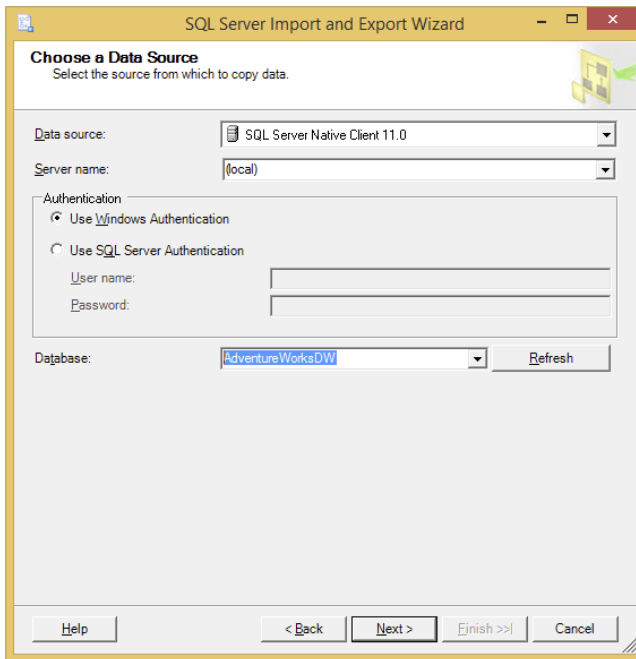 SQL Server Import and Export Wizard
Choose a Data Source
Select the source from which to copy data.
Data source: SQL Server Native Client 11.0
Server name: (local)
Authentication
Use Windows Authentication
Use SQL Server Authentication
User name:
Password:
Database: AdventureWorksDW Refresh
Help < Back Next > Finish >>| Cancel